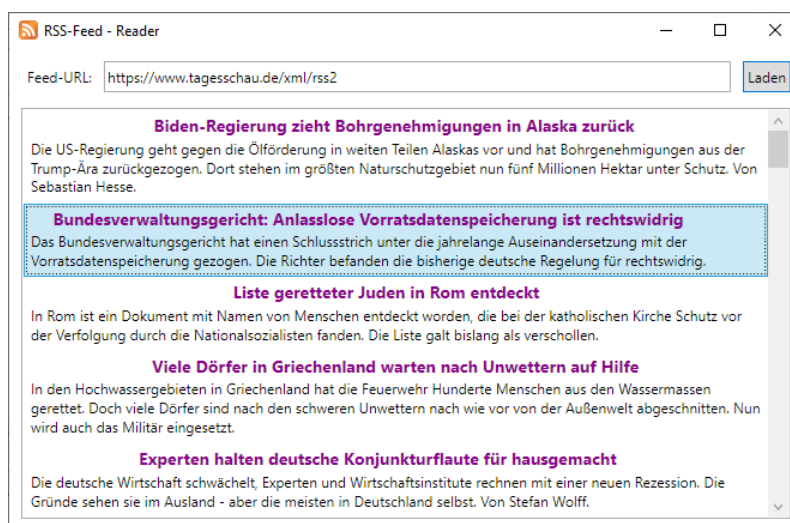 RSS-Feed - Reader
Feed-URL: https://www.tagesschau.de/xml/rss2 Laden
Biden-Regierung zieht Bohrgenehmigungen in Alaska zurück
Die US-Regierung geht gegen die Ölförderung in weiten Teilen Alaskas vor und hat Bohrgenehmigungen aus der
Trump-Ära zurückgezogen. Dort stehen im größten Naturschutzgebiet nun fünf Millionen Hektar unter Schutz. Von
Sebastian Hesse.
Bundesverwaltungsgericht: Anlasslose Vorratsdatenspeicherung ist rechtswidrig
Das Bundesverwaltungsgericht hat einen Schlussstrich unter die jahrelange Auseinandersetzung mit der
Vorratsdatenspeicherung gezogen. Die Richter befanden die bisherige deutsche Regelung für rechtswidrig.
Liste geretteter Juden in Rom entdeckt
In Rom ist ein Dokument mit Namen von Menschen entdeckt worden, die bei der katholischen Kirche Schutz vor
der Verfolgung durch die Nationalsozialisten fanden. Die Liste galt bislang als verschollen.
Viele Dörfer in Griechenland warten nach Unwettern auf Hilfe
In den Hochwassergebieten in Griechenland hat die Feuerwehr Hunderte Menschen aus den Wassermassen
gerettet. Doch viele Dörfer sind nach den schweren Unwettern nach wie vor von der Außenwelt abgeschnitten. Nun
wird auch das Militär eingesetzt.
Experten halten deutsche Konjunkturflaute für hausgemacht
Die deutsche Wirtschaft schwächelt, Experten und Wirtschaftsinstitute rechnen mit einer neuen Rezession. Die
Gründe sehen sie im Ausland - aber die meisten in Deutschland selbst. Von Stefan Wolff.